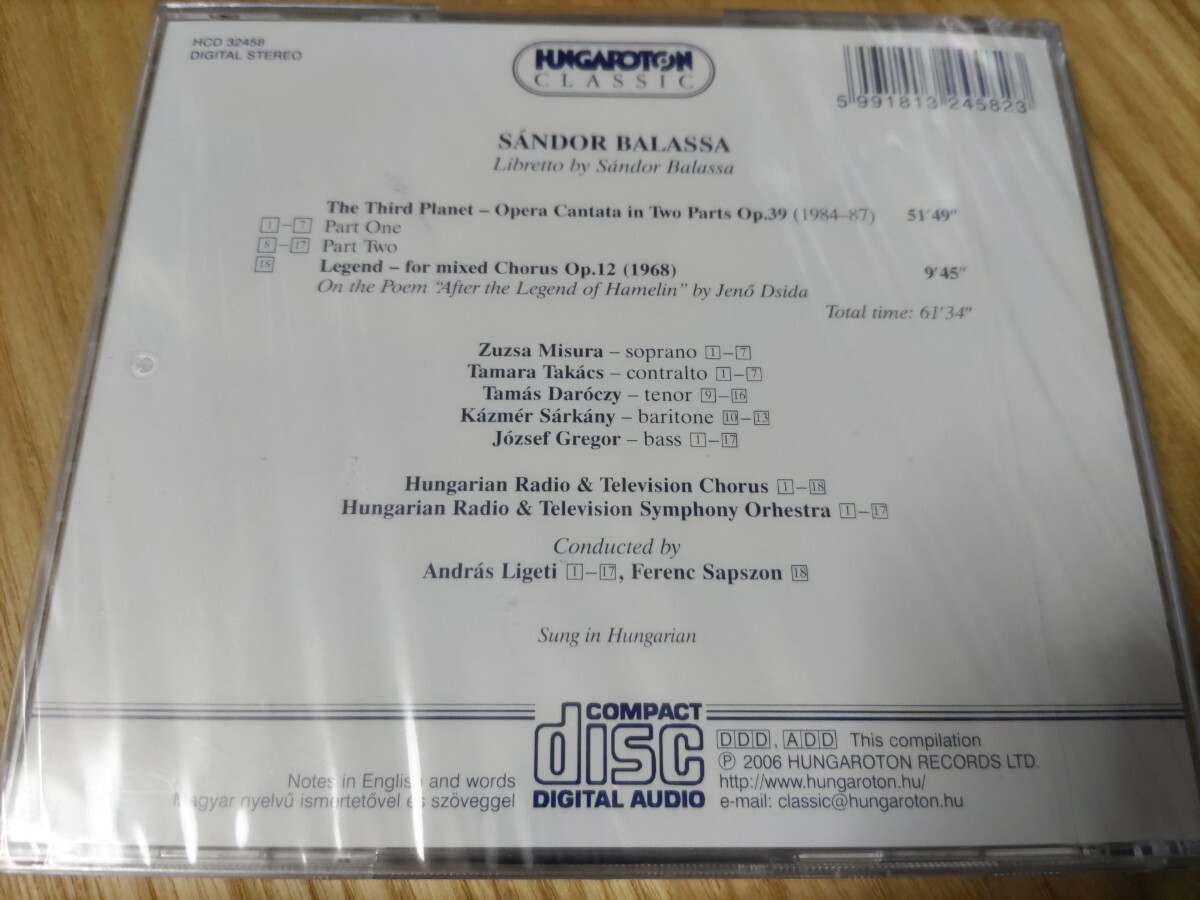 HCD 32458
DIGITAL STEREO
HUNGAROTON
CLASSIC
5 991813 245823
SÁNDOR BALASSA
Libretto by Sándor Balassa
The Third Planet – Opera Cantata in Two Parts Op.39 (1984–87) 51'49"
1–7 Part One
8–17 Part Two
18 Legend – for mixed Chorus Op.12 (1968) 9'45"
On the Poem "After the Legend of Hamelin" by Jenő Dsida
Total time: 61'34"
Zuzsa Misura – soprano 1–7
Tamara Takács – contralto 1–7
Tamás Daróczy – tenor 9–16
Kázmér Sárkány – baritone 10–13
József Gregor – bass 1–17
Hungarian Radio & Television Chorus 1–18
Hungarian Radio & Television Symphony Orhestra 1–17
Conducted by
András Ligeti 1–17, Ferenc Sapszon 18
Sung in Hungarian
Notes in English and words
Magyar nyelvű ismertetővel és szöveggel
COMPACT
disc
DIGITAL AUDIO
DDD, ADD This compilation
Ⓟ 2006 HUNGAROTON RECORDS LTD.
http://www.hungaroton.hu/
e-mail: classic@hungaroton.hu